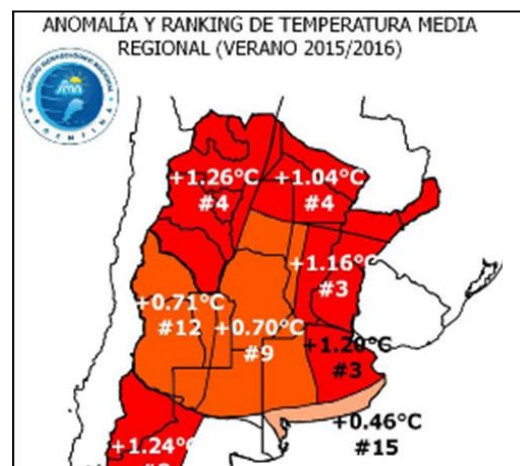 ANOMALÍA Y RANKING DE TEMPERATURA MEDIA
REGIONAL (VERANO 2015/2016)
+1.26°C
#4
+1.04°C
#4
+1.16°C
#3
+0.71°C
#12
+0.70°C
#9
+1.20°C
#3
+0.46°C
#15
+1.24°C